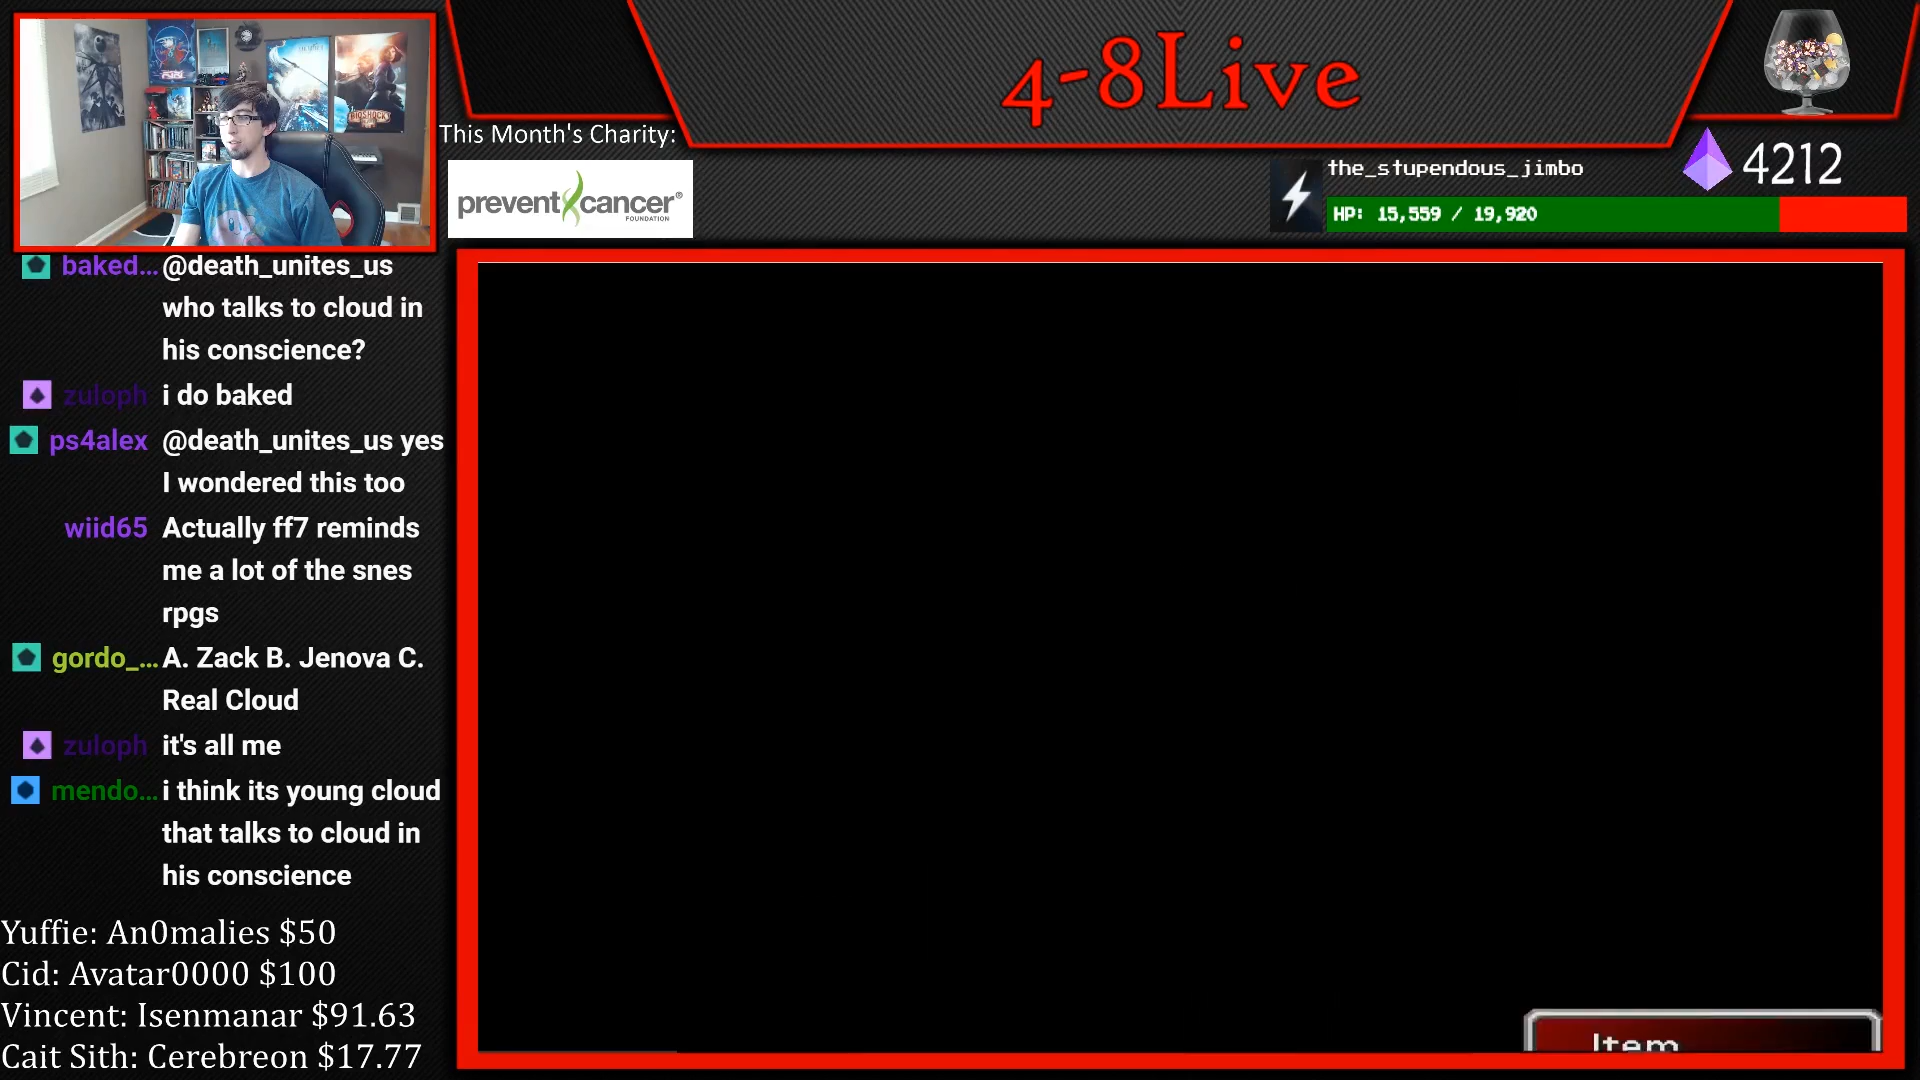 4-8Live
This Month's Charity:
prevent cancer®
FOUNDATION
the_stupendous_jimbo
4212
HP: 15,559 / 19,920
BIOSHOCK
baked... @death_unites_us
who talks to cloud in
his conscience?
zuloph i do baked
ps4alex @death_unites_us yes
I wondered this too
wiid65 Actually ff7 reminds
me a lot of the snes
rpgs
gordo_... A. Zack B. Jenova C.
Real Cloud
zuloph it's all me
mendo... i think its young cloud
that talks to cloud in
his conscience
Yuffie: An0malies $50
Cid: Avatar0000 $100
Vincent: Isenmanar $91.63
Cait Sith: Cerebreon $17.77
Item